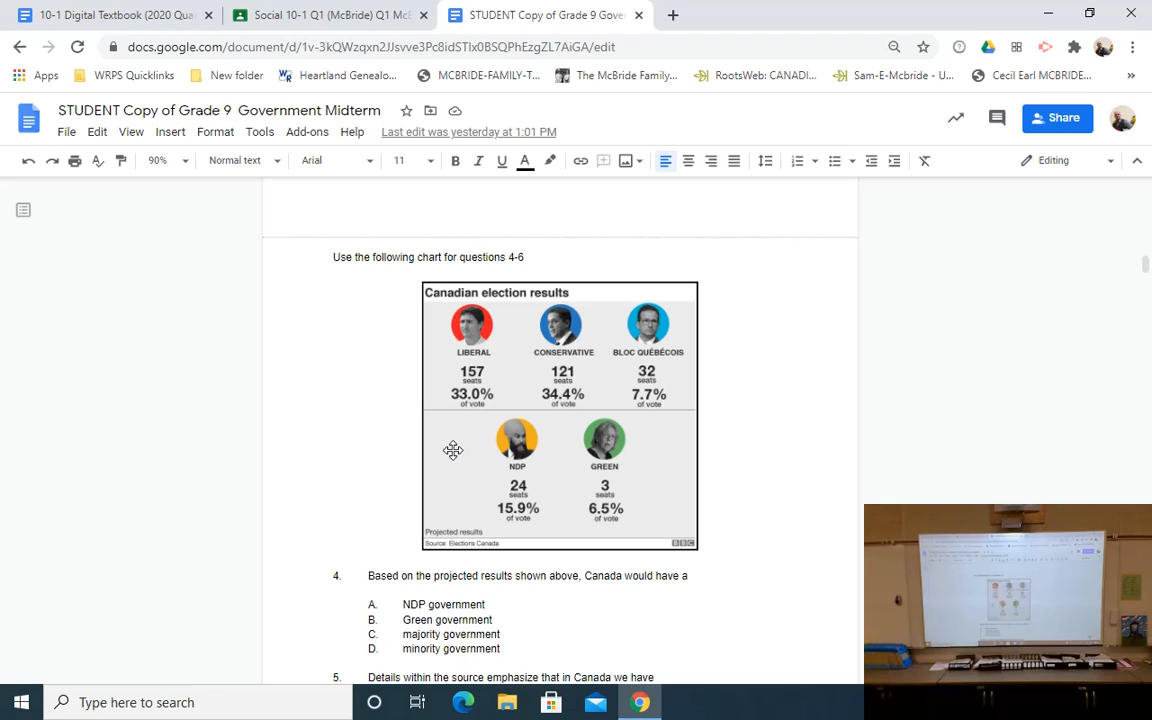 10-1 Digital Textbook (2020 Qua
Social 10-1 Q1 (McBride) Q1 McB
STUDENT Copy of Grade 9 Gover
docs.google.com/document/d/1v-3kQWzqxn2JJsvve3Pc8idSTIx0BSQPhEzgZL7AiGA/edit
Apps
WRPS Quicklinks
New folder
Heartland Genealo...
MCBRIDE-FAMILY-T...
The McBride Family...
RootsWeb: CANADI...
Sam-E-Mcbride - U...
Cecil Earl MCBRIDE...
STUDENT Copy of Grade 9 Government Midterm
File Edit View Insert Format Tools Add-ons Help Last edit was yesterday at 1:01 PM
Share
90% Normal text Arial 11 B I U A Editing
Use the following chart for questions 4-6
Canadian election results
LIBERAL CONSERVATIVE BLOC QUÉBÉCOIS
157 121 32
seats seats seats
33.0% 34.4% 7.7%
of vote of vote of vote
NDP GREEN
24 3
seats seats
15.9% 6.5%
of vote of vote
Projected results
Source: Elections Canada BBC
4. Based on the projected results shown above, Canada would have a
A. NDP government
B. Green government
C. majority government
D. minority government
5. Details within the source emphasize that in Canada we have
Type here to search